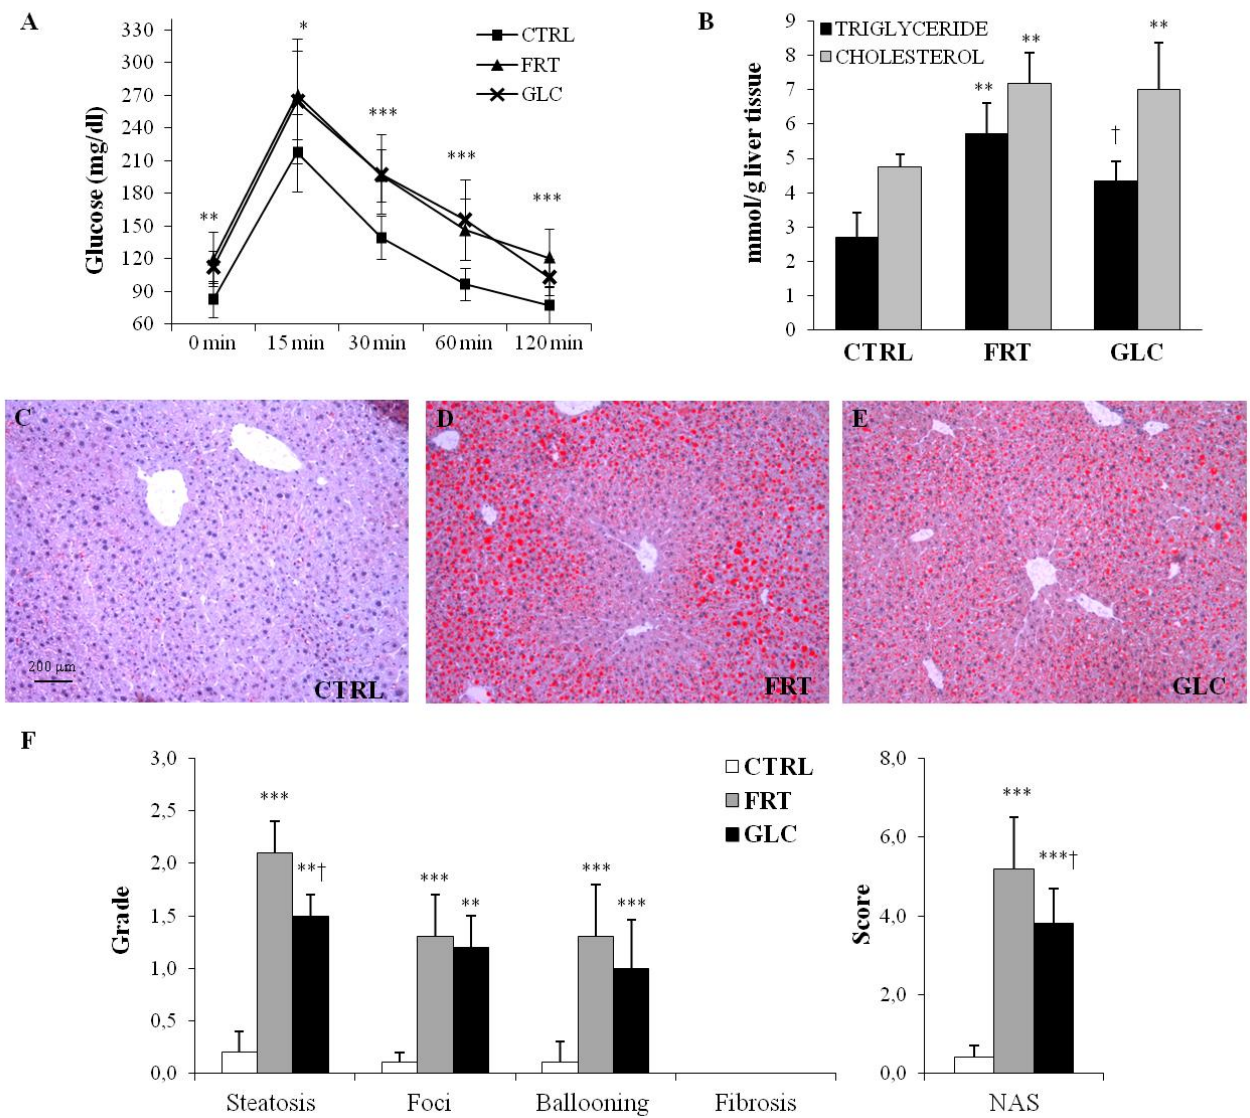 A
330
300
270
240
210
180
150
120
90
60
Glucose (mg/dl)
*
**
***
***
***
CTRL
FRT
GLC
0 min 15 min 30 min 60 min 120 min
B
9
8
7
6
5
4
3
2
1
0
mmol/g liver tissue
TRIGLYCERIDE
CHOLESTEROL
**
**
**
†
CTRL FRT GLC
C
200 µm
CTRL
D
FRT
E
GLC
F
3,0
2,5
2,0
1,5
1,0
0,5
0,0
Grade
***
**†
***
**
***
***
CTRL
FRT
GLC
Steatosis Foci Ballooning Fibrosis
8,0
6,0
4,0
2,0
0,0
Score
***
***†
NAS